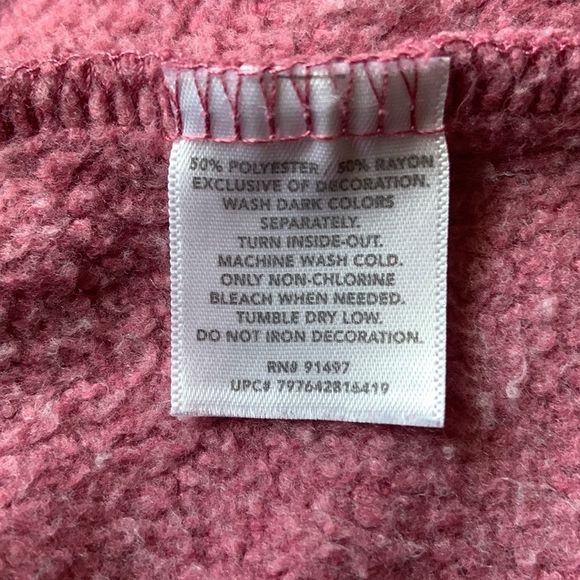 50% POLYESTER 50% RAYON
EXCLUSIVE OF DECORATION.
WASH DARK COLORS
SEPARATELY.
TURN INSIDE-OUT.
MACHINE WASH COLD.
ONLY NON-CHLORINE
BLEACH WHEN NEEDED.
TUMBLE DRY LOW.
DO NOT IRON DECORATION.
RN# 91497
UPC# 797642816419